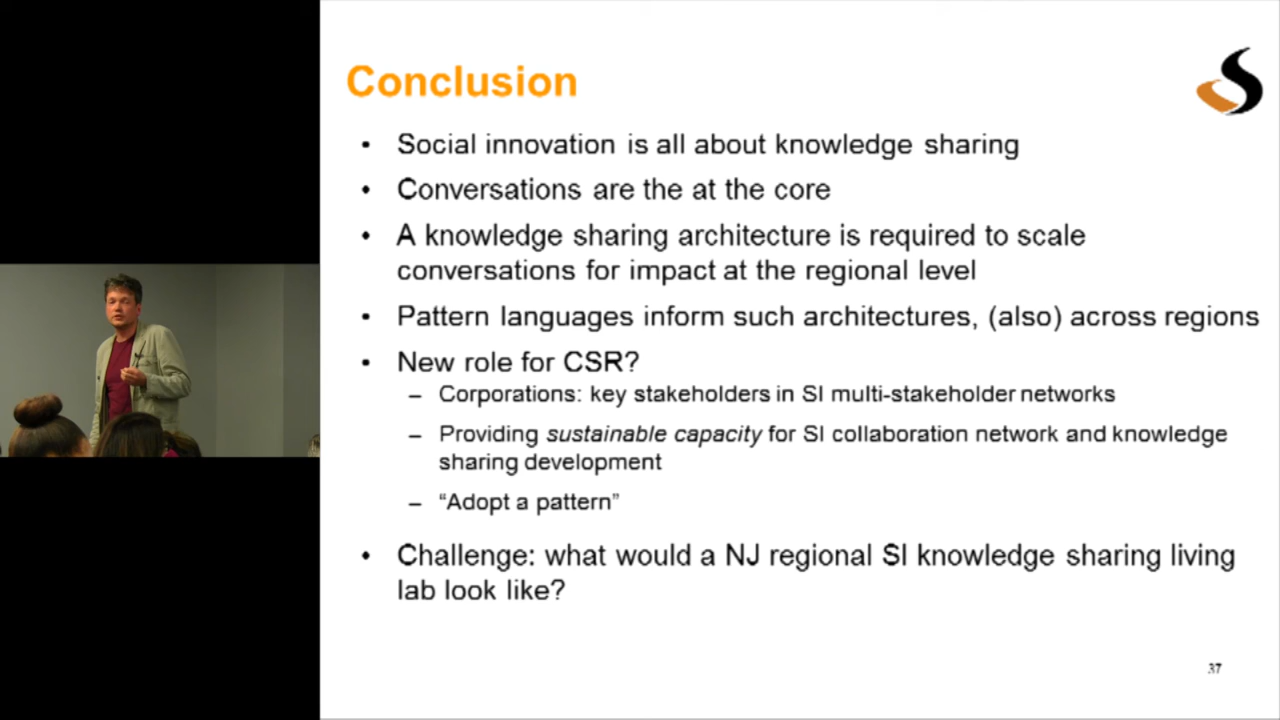 Conclusion
• Social innovation is all about knowledge sharing
• Conversations are the at the core
• A knowledge sharing architecture is required to scale
conversations for impact at the regional level
• Pattern languages inform such architectures, (also) across regions
• New role for CSR?
– Corporations: key stakeholders in SI multi-stakeholder networks
– Providing sustainable capacity for SI collaboration network and knowledge
sharing development
– “Adopt a pattern”
• Challenge: what would a NJ regional SI knowledge sharing living
lab look like?
37